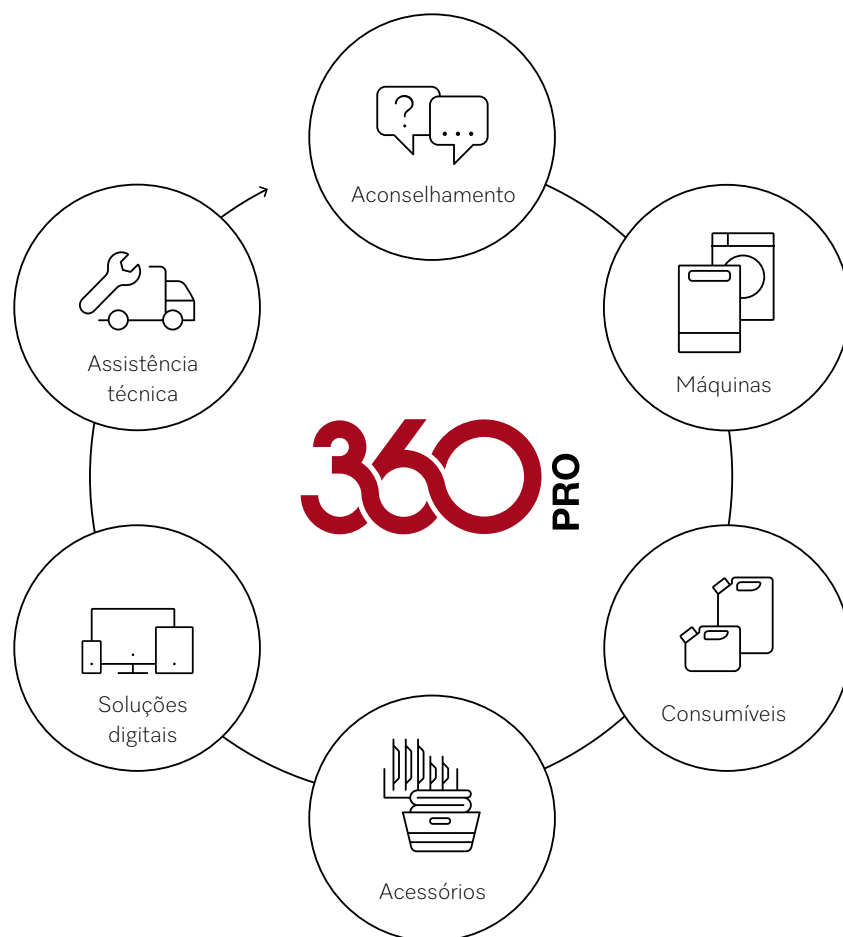 ?
...
Aconselhamento
Máquinas
Consumíveis
Acessórios
Soluções
digitais
Assistência
técnica
360
PRO